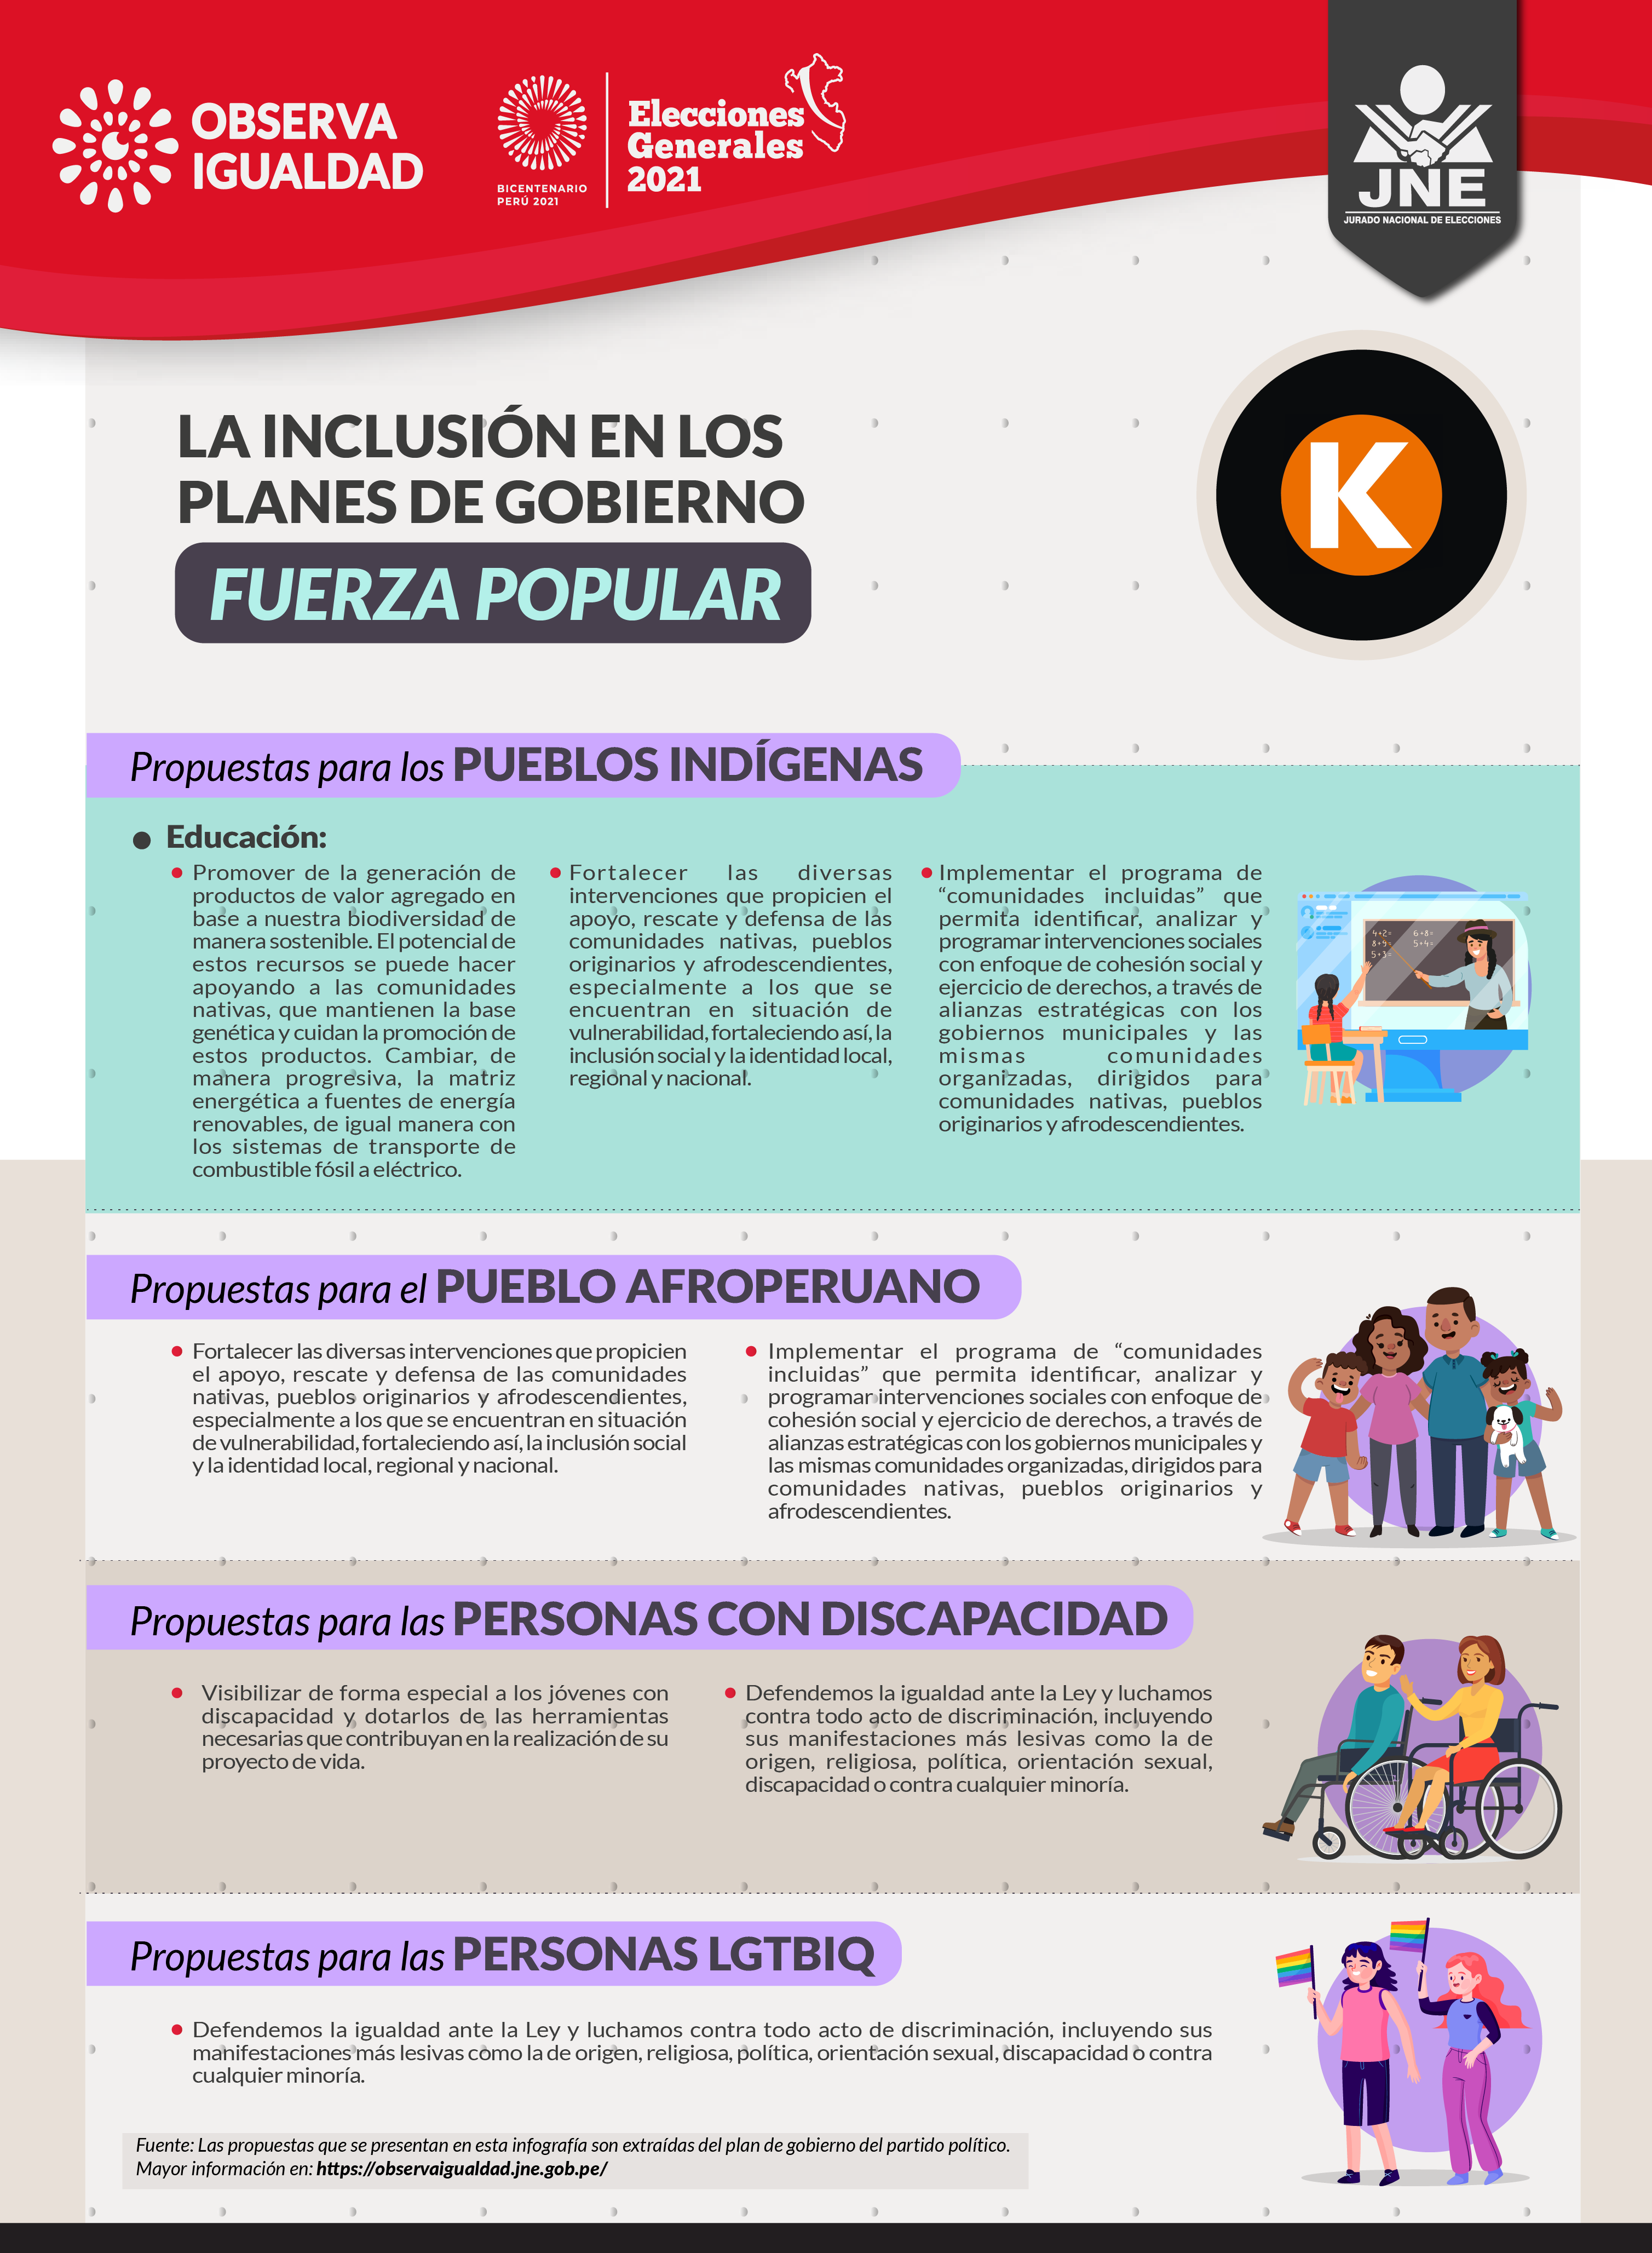 OBSERVA
IGUALDAD
BICENTENARIO
PERÚ 2021
Elecciones
Generales
2021
JNE
JURADO NACIONAL DE ELECCIONES
LA INCLUSIÓN EN LOS
PLANES DE GOBIERNO
FUERZA POPULAR
K
Propuestas para los PUEBLOS INDÍGENAS
Educación:
Promover de la generación de
productos de valor agregado en
base a nuestra biodiversidad de
manera sostenible. El potencial de
estos recursos se puede hacer
apoyando a las comunidades
nativas, que mantienen la base
genética y cuidan la promoción de
estos productos. Cambiar, de
manera progresiva, la matriz
energética a fuentes de energía
renovables, de igual manera con
los sistemas de transporte de
combustible fósil a eléctrico.
Fortalecer las diversas
intervenciones que propicien el
apoyo, rescate y defensa de las
comunidades nativas, pueblos
originarios y afrodescendientes,
especialmente a los que se
encuentran en situación de
vulnerabilidad, fortaleciendo así, la
inclusión social y la identidad local,
regional y nacional.
Implementar el programa de
“comunidades incluidas” que
permita identificar, analizar y
programar intervenciones sociales
con enfoque de cohesión social y
ejercicio de derechos, a través de
alianzas estratégicas con los
gobiernos municipales y las
mismas comunidades
organizadas, dirigidos para
comunidades nativas, pueblos
originarios y afrodescendientes.
4+2= 6+8=
8+9= 5+4=
5+3=
Propuestas para el PUEBLO AFROPERUANO
Fortalecer las diversas intervenciones que propicien
el apoyo, rescate y defensa de las comunidades
nativas, pueblos originarios y afrodescendientes,
especialmente a los que se encuentran en situación
de vulnerabilidad, fortaleciendo así, la inclusión social
y la identidad local, regional y nacional.
Implementar el programa de “comunidades
incluidas” que permita identificar, analizar y
programar intervenciones sociales con enfoque de
cohesión social y ejercicio de derechos, a través de
alianzas estratégicas con los gobiernos municipales y
las mismas comunidades organizadas, dirigidos para
comunidades nativas, pueblos originarios y
afrodescendientes.
Propuestas para las PERSONAS CON DISCAPACIDAD
Visibilizar de forma especial a los jóvenes con
discapacidad y dotarlos de las herramientas
necesarias que contribuyan en la realización de su
proyecto de vida.
Defendemos la igualdad ante la Ley y luchamos
contra todo acto de discriminación, incluyendo
sus manifestaciones más lesivas como la de
origen, religiosa, política, orientación sexual,
discapacidad o contra cualquier minoría.
Propuestas para las PERSONAS LGTBIQ
Defendemos la igualdad ante la Ley y luchamos contra todo acto de discriminación, incluyendo sus
manifestaciones más lesivas como la de origen, religiosa, política, orientación sexual, discapacidad o contra
cualquier minoría.
Fuente: Las propuestas que se presentan en esta infografía son extraídas del plan de gobierno del partido político.
Mayor información en: https://observaigualdad.jne.gob.pe/